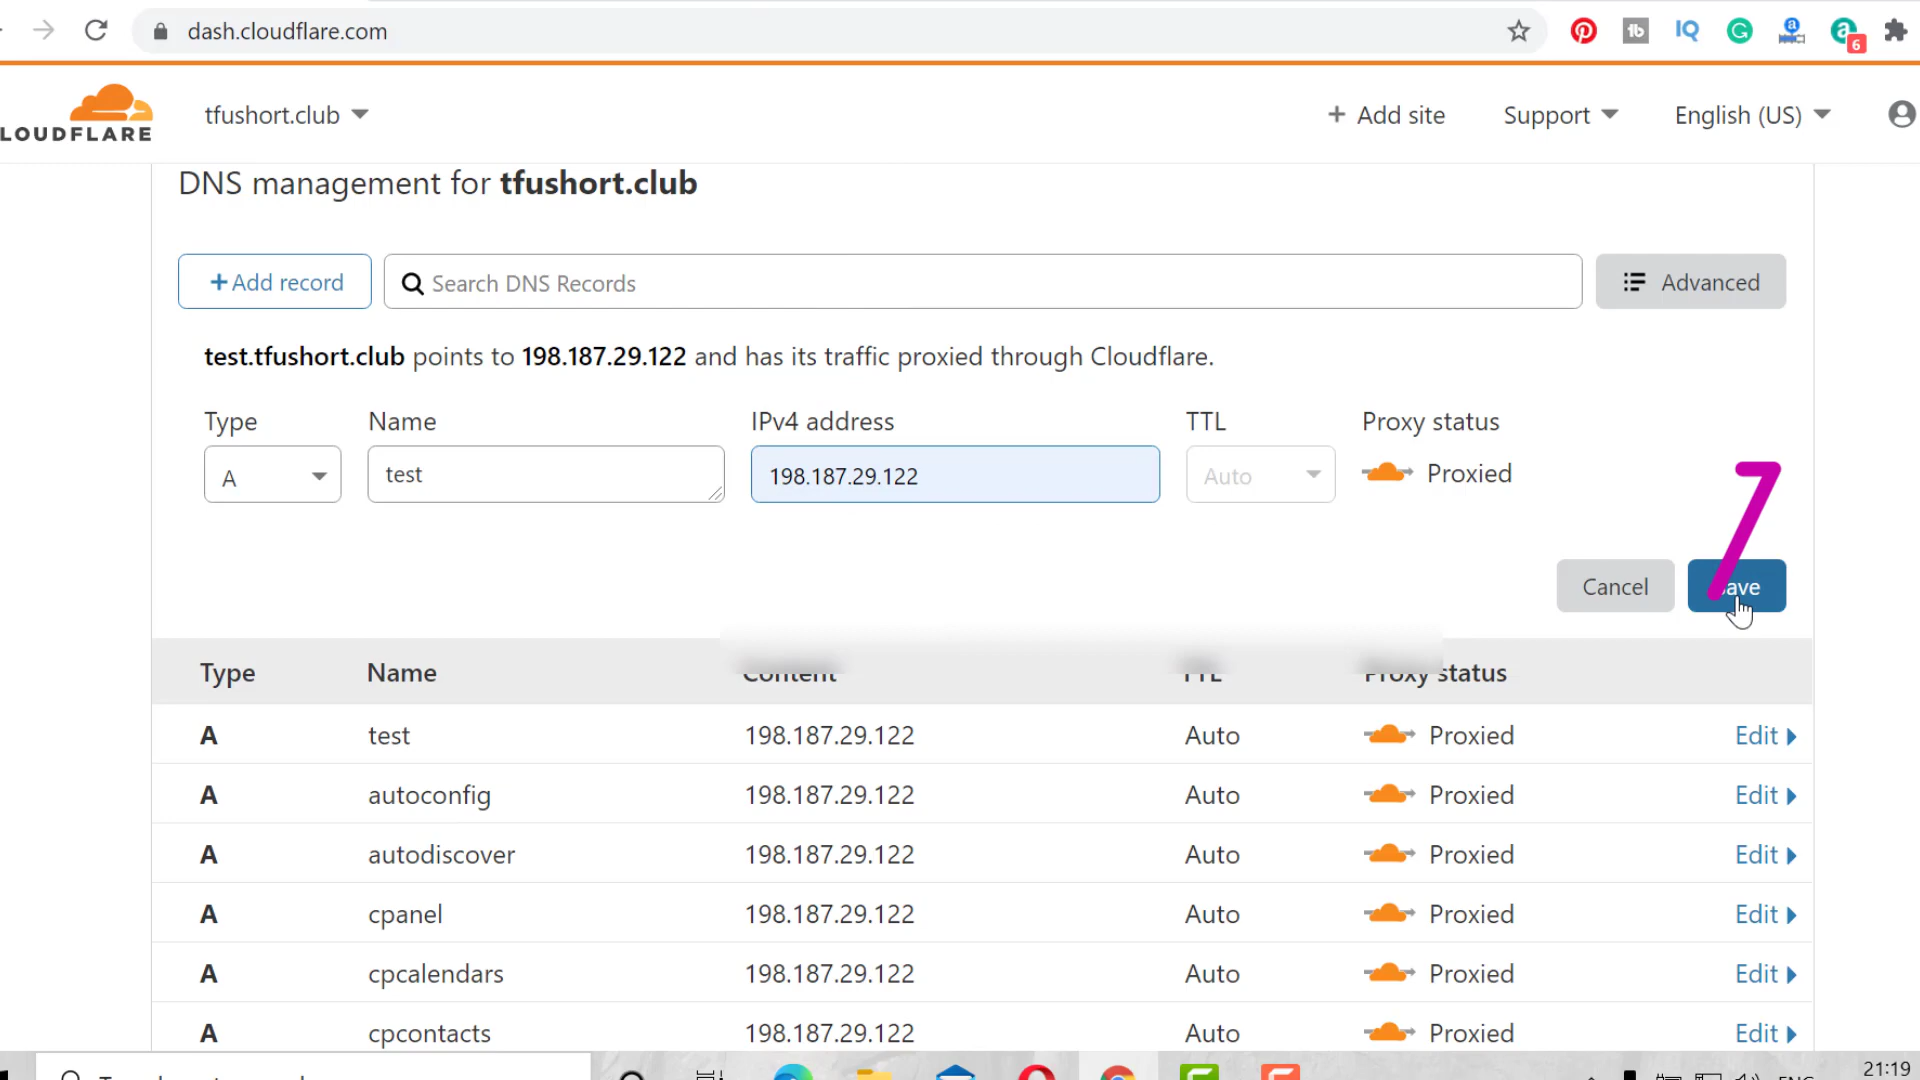 dash.cloudflare.com
6
LOUDFLARE
tfushort.club
+ Add site
Support
English (US)
DNS management for tfushort.club
+ Add record
Search DNS Records
Advanced
test.tfushort.club points to 198.187.29.122 and has its traffic proxied through Cloudflare.
Type Name IPv4 address TTL Proxy status
A test 198.187.29.122 Auto Proxied
Cancel ave
Type Name Content TTL Proxy status
A test 198.187.29.122 Auto Proxied Edit
A autoconfig 198.187.29.122 Auto Proxied Edit
A autodiscover 198.187.29.122 Auto Proxied Edit
A cpanel 198.187.29.122 Auto Proxied Edit
A cpcalendars 198.187.29.122 Auto Proxied Edit
A cpcontacts 198.187.29.122 Auto Proxied Edit
21:19